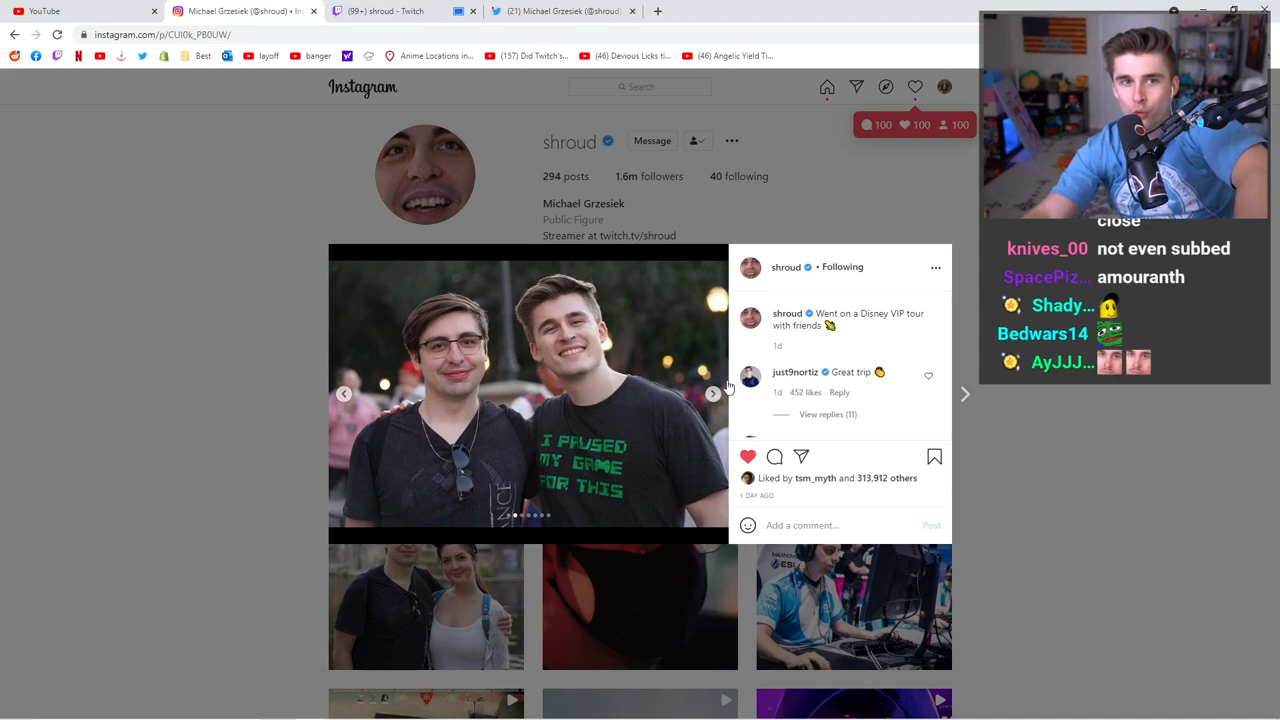 YouTube
Michael Grzesiek (@shroud) • Ins
(99+) shroud - Twitch
(21) Michael Grzesiek (@shroud)
instagram.com/p/CUl0k_PB0UW/
Best
layoff
banger
Anime Locations in...
(157) Did Twitch's...
(46) Devious Licks ti...
(46) Angelic Yield Ti...
Instagram
Search
100 100 100
shroud
Message
294 posts 1.6m followers 40 following
Michael Grzesiek
Public Figure
Streamer at twitch.tv/shroud
I PAUSED
MY GAME
FOR THIS
shroud • Following
shroud Went on a Disney VIP tour
with friends
1d
just9nortiz Great trip
1d 452 likes Reply
View replies (11)
Liked by tsm_myth and 313,912 others
1 DAY AGO
Add a comment... Post
close
knives_00 not even subbed
SpacePiz... amouranth
Shady...
Bedwars14
AyJJJ...